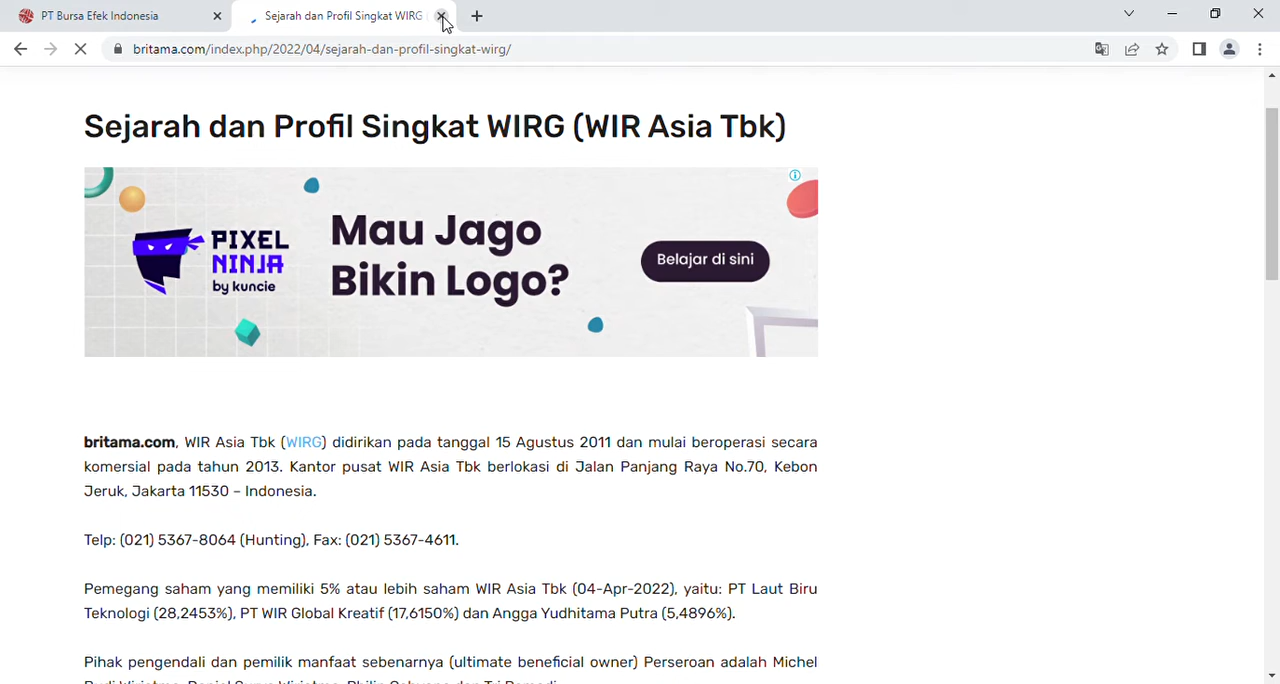 PT Bursa Efek Indonesia
Sejarah dan Profil Singkat WIRG
britama.com/index.php/2022/04/sejarah-dan-profil-singkat-wirg/
Sejarah dan Profil Singkat WIRG (WIR Asia Tbk)
PIXEL
NINJA
by kuncie
Mau Jago
Bikin Logo?
Belajar di sini
britama.com, WIR Asia Tbk (WIRG) didirikan pada tanggal 15 Agustus 2011 dan mulai beroperasi secara
komersial pada tahun 2013. Kantor pusat WIR Asia Tbk berlokasi di Jalan Panjang Raya No.70, Kebon
Jeruk, Jakarta 11530 – Indonesia.
Telp: (021) 5367-8064 (Hunting), Fax: (021) 5367-4611.
Pemegang saham yang memiliki 5% atau lebih saham WIR Asia Tbk (04-Apr-2022), yaitu: PT Laut Biru
Teknologi (28,2453%), PT WIR Global Kreatif (17,6150%) dan Angga Yudhitama Putra (5,4896%).
Pihak pengendali dan pemilik manfaat sebenarnya (ultimate beneficial owner) Perseroan adalah Michel